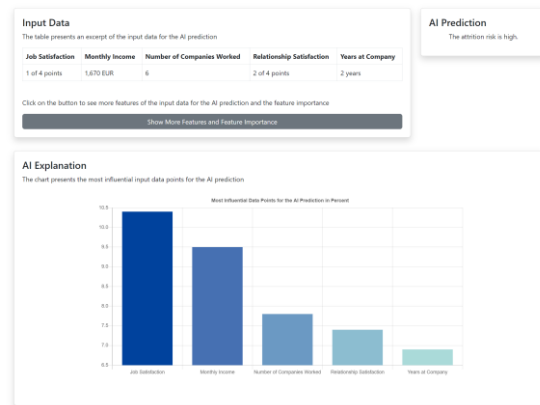 Input Data
The table presents an excerpt of the input data for the AI prediction
Job Satisfaction Monthly Income Number of Companies Worked Relationship Satisfaction Years at Company
1 of 4 points 1,670 EUR 6 2 of 4 points 2 years
Click on the button to see more features of the input data for the AI prediction and the feature importance
Show More Features and Feature Importance
AI Prediction
The attrition risk is high.
AI Explanation
The chart presents the most influential input data points for the AI prediction
Most Influential Data Points for the AI Prediction in Percent
10.5
10.0
9.5
9.0
8.5
8.0
7.5
7.0
6.5
Job Satisfaction Monthly Income Number of Companies Worked Relationship Satisfaction Years at Company